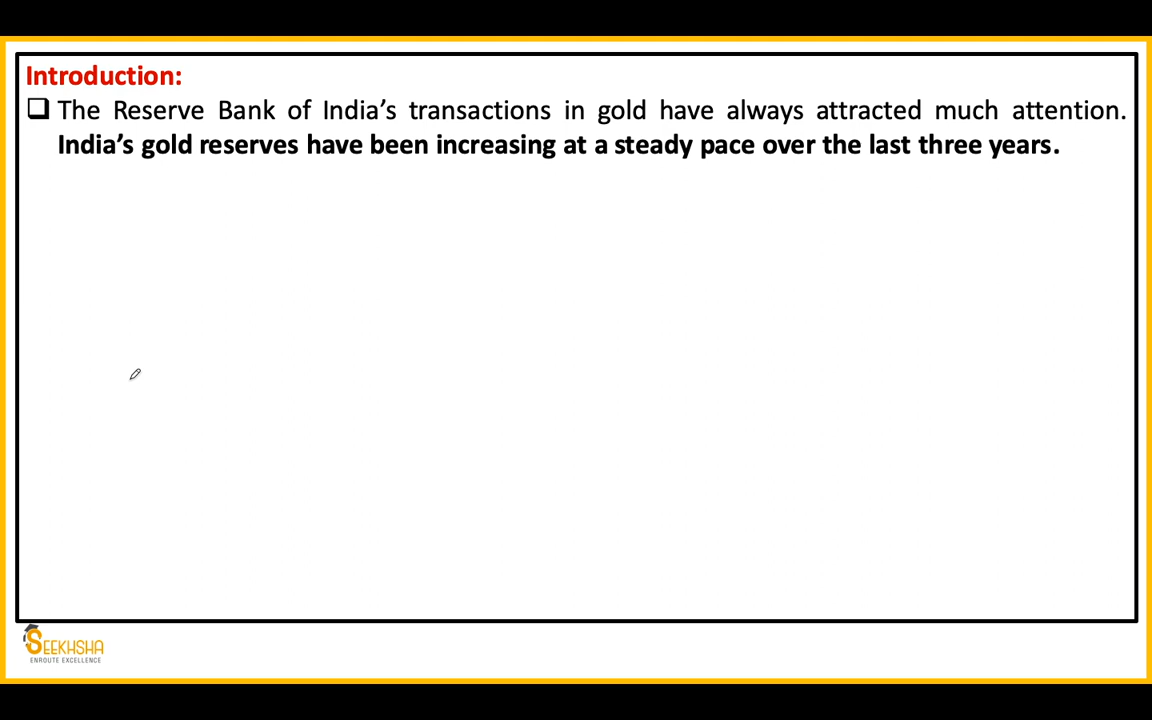 Introduction:
❑ The Reserve Bank of India’s transactions in gold have always attracted much attention.
India’s gold reserves have been increasing at a steady pace over the last three years.
SEEKHSHA
ENROUTE EXCELLENCE